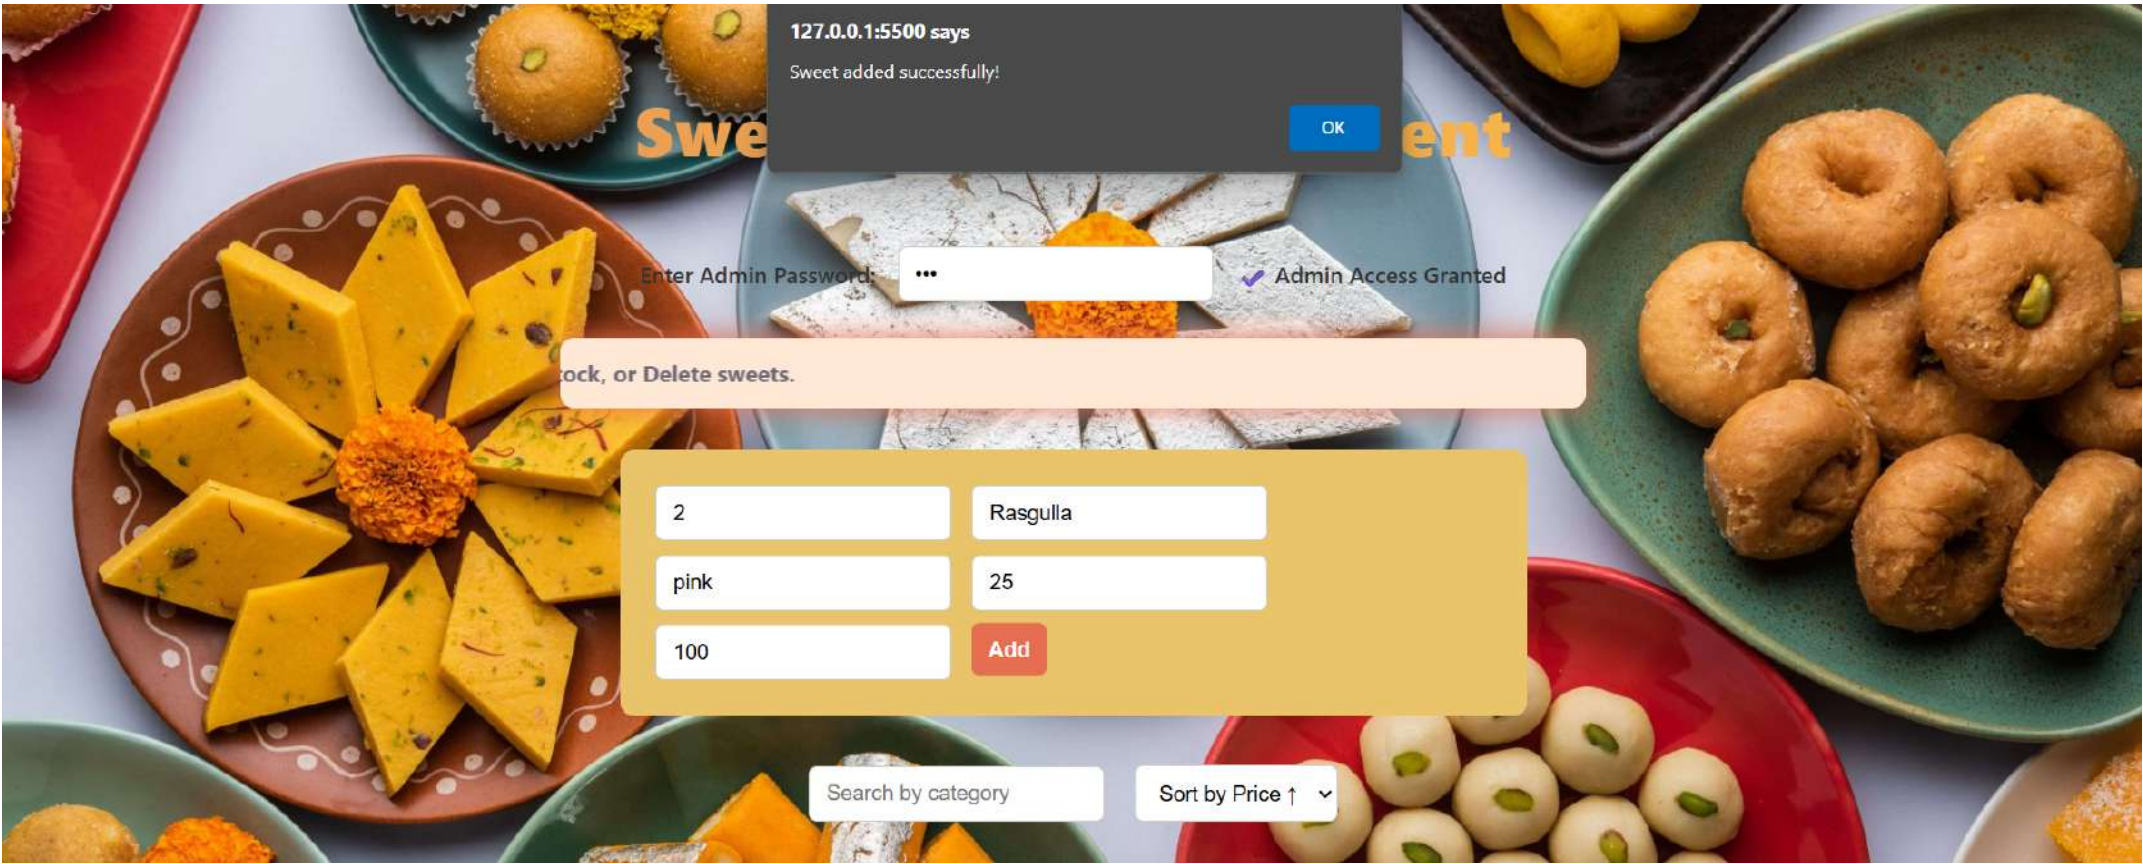 127.0.0.1:5500 says
Sweet added successfully!
OK
Swe ent
Enter Admin Password: ••• ✔ Admin Access Granted
tock, or Delete sweets.
2 Rasgulla
pink 25
100 Add
Search by category Sort by Price ↑